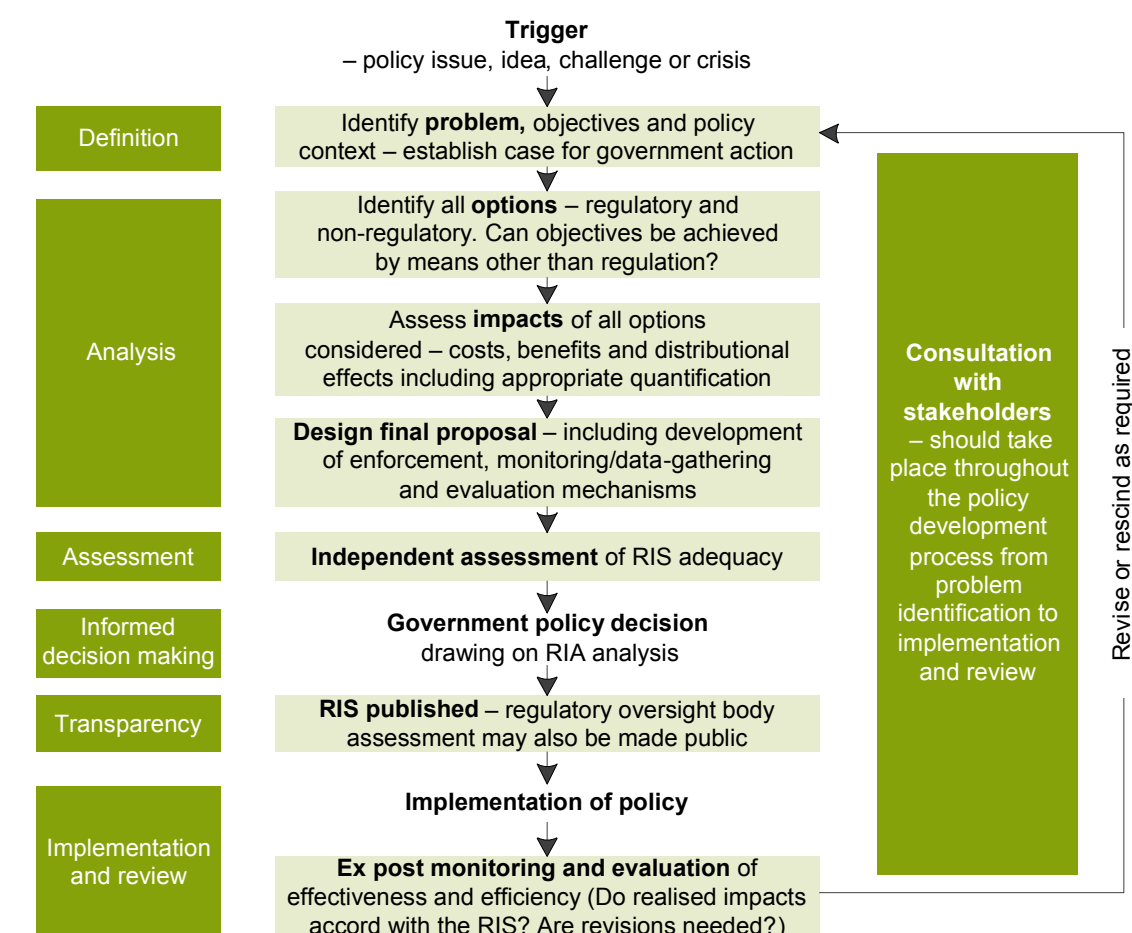 Trigger
– policy issue, idea, challenge or crisis
Definition
Identify problem, objectives and policy
context – establish case for government action
Analysis
Identify all options – regulatory and
non-regulatory. Can objectives be achieved
by means other than regulation?
Assess impacts of all options
considered – costs, benefits and distributional
effects including appropriate quantification
Design final proposal – including development
of enforcement, monitoring/data-gathering
and evaluation mechanisms
Assessment
Independent assessment of RIS adequacy
Informed
decision making
Government policy decision
drawing on RIA analysis
Transparency
RIS published – regulatory oversight body
assessment may also be made public
Implementation
and review
Implementation of policy
Ex post monitoring and evaluation of
effectiveness and efficiency (Do realised impacts
accord with the RIS? Are revisions needed?)
Consultation
with
stakeholders
– should take
place throughout
the policy
development
process from
problem
identification to
implementation
and review
Revise or rescind as required